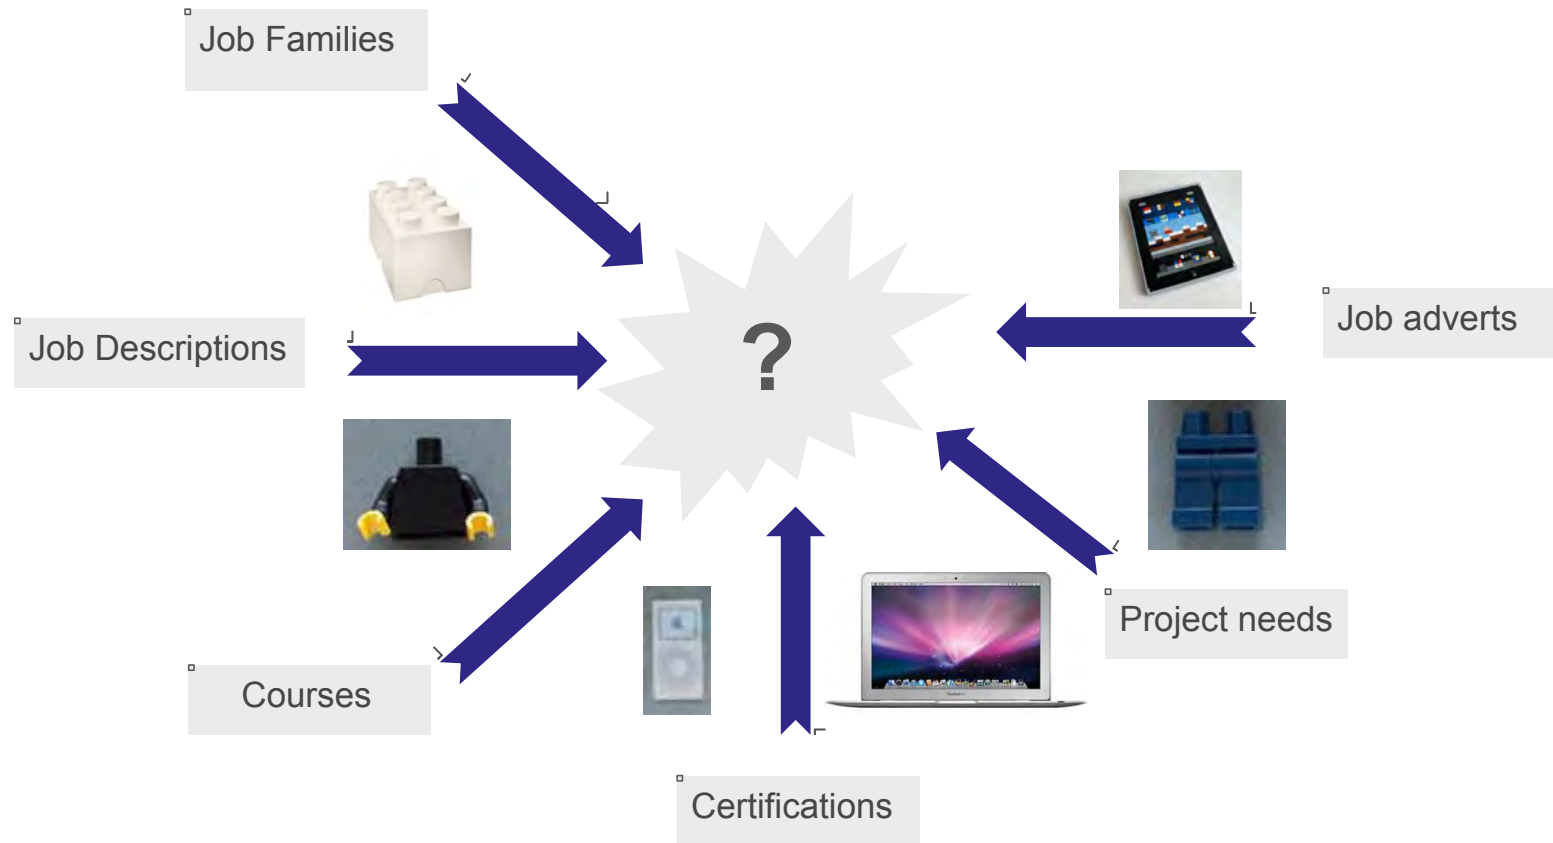 Job Families
Job Descriptions
?
Job adverts
Project needs
Courses
Certifications